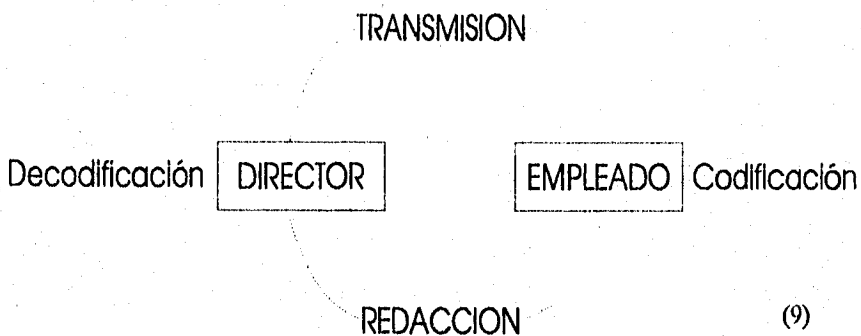 TRANSMISION
Decodificación DIRECTOR EMPLEADO Codificación
REDACCION (9)